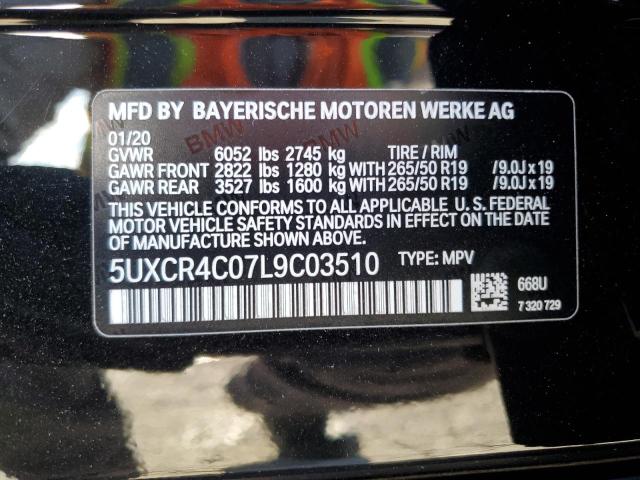 MFD BY BAYERISCHE MOTOREN WERKE AG
01/20
GVWR 6052 lbs 2745 kg TIRE / RIM
GAWR FRONT 2822 lbs 1280 kg WITH 265/50 R19 /9.0J x 19
GAWR REAR 3527 lbs 1600 kg WITH 265/50 R19 /9.0J x 19
THIS VEHICLE CONFORMS TO ALL APPLICABLE U. S. FEDERAL
MOTOR VEHICLE SAFETY STANDARDS IN EFFECT ON THE DATE
OF MANUFACTURE SHOWN ABOVE.
5UXCR4C07L9C03510 TYPE: MPV
668U
7 320 729
BMW
BMW